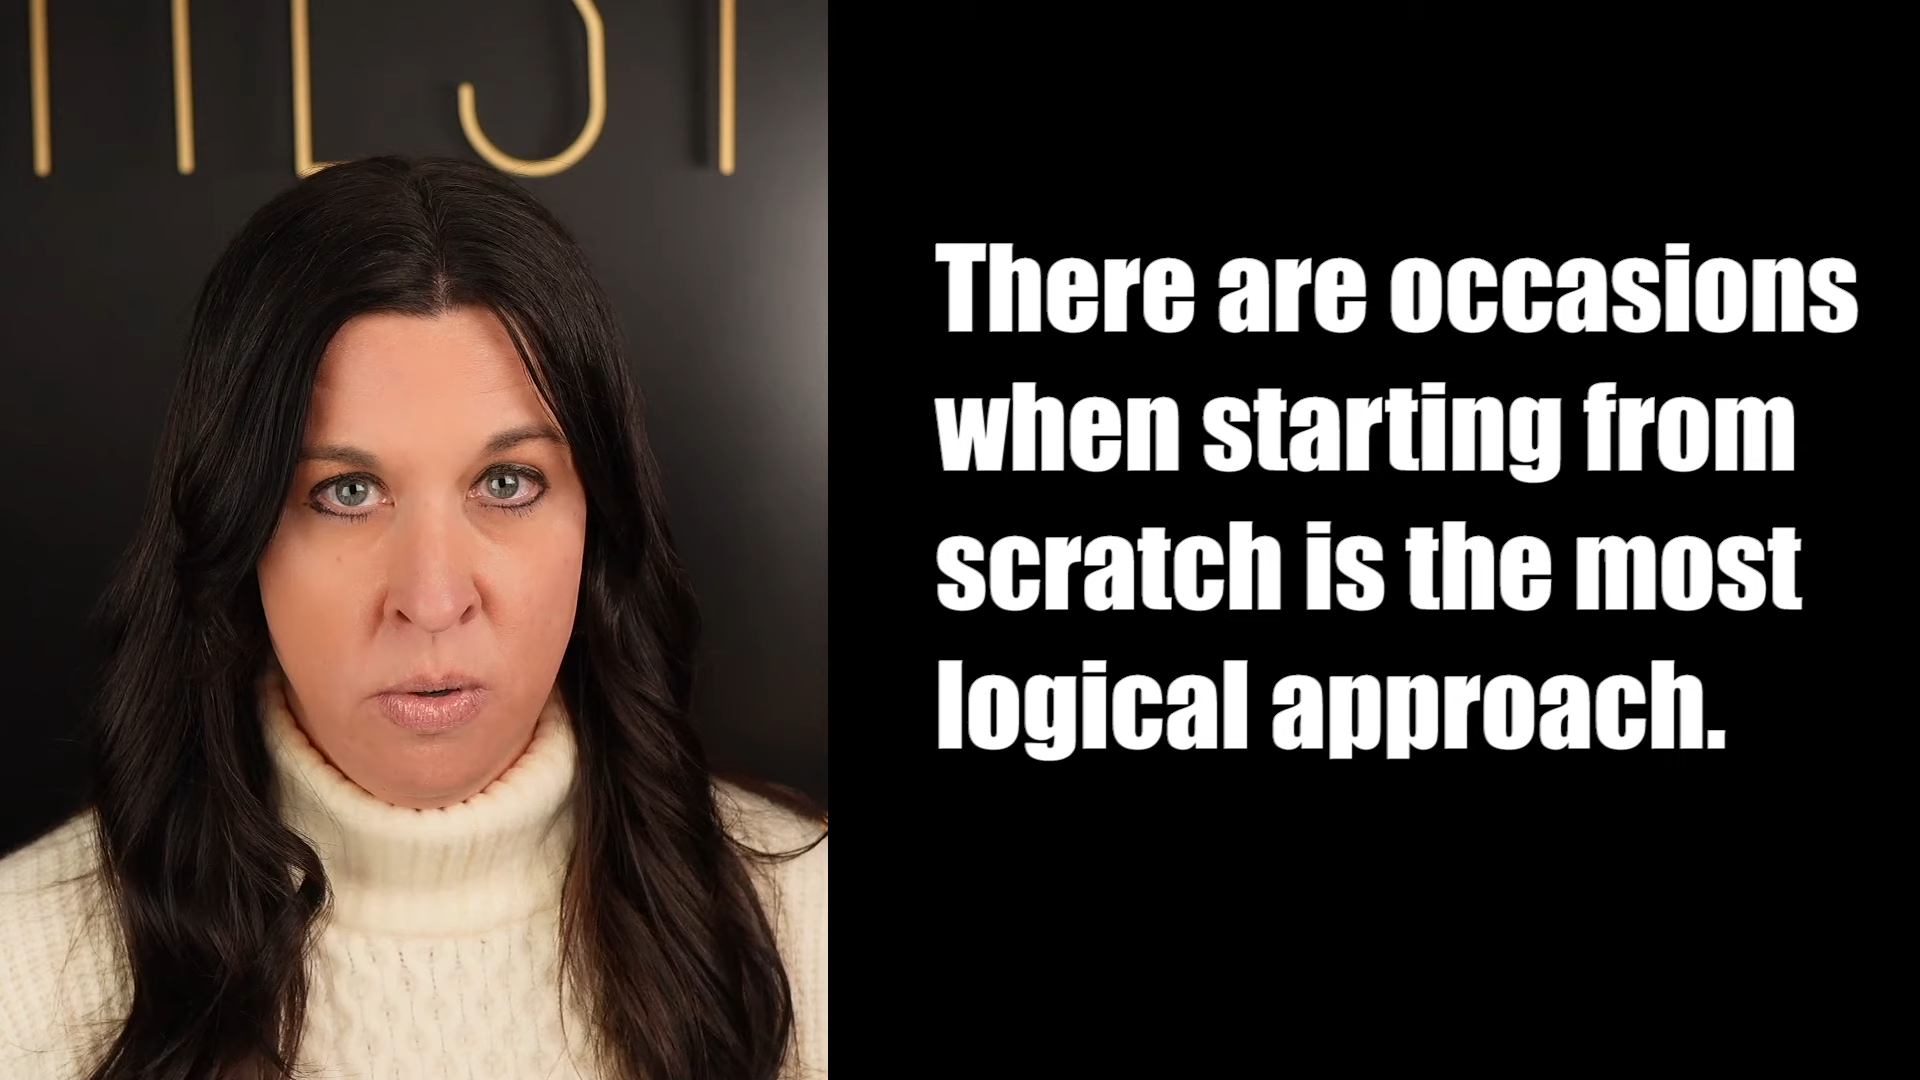 There are occasions
when starting from
scratch is the most
logical approach.